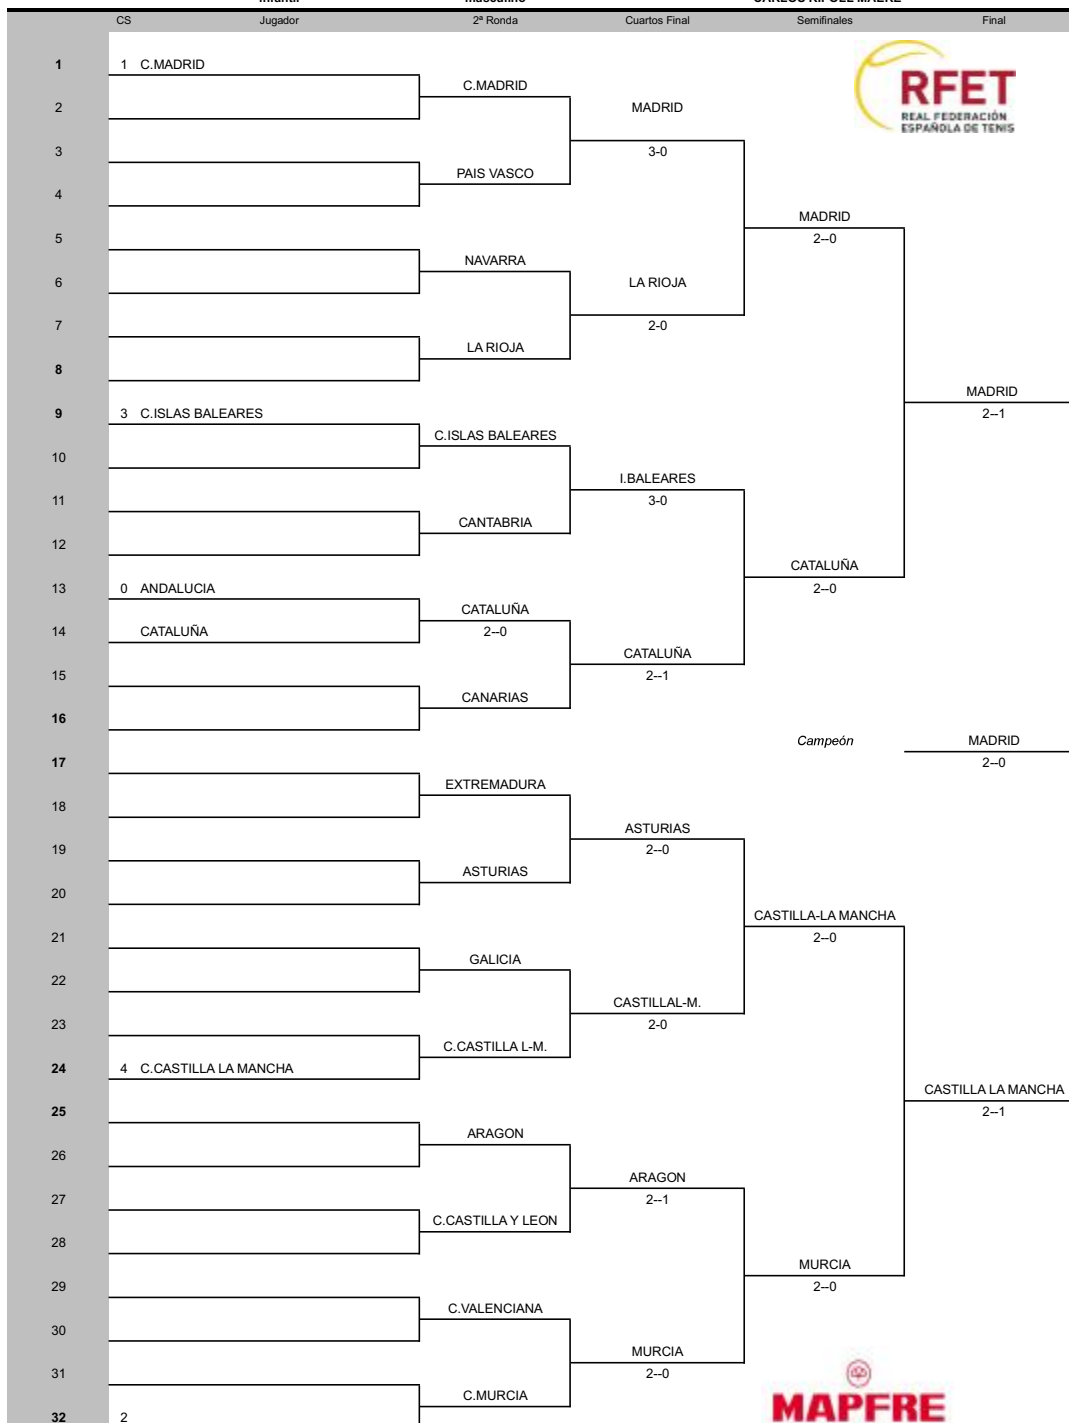 CS Jugador 2ª Ronda Cuartos Final Semifinales Final
1 1 C.MADRID
C.MADRID
2 MADRID
3 3-0
PAIS VASCO
4
MADRID
5 2--0
NAVARRA
6 LA RIOJA
7 2-0
LA RIOJA
8
MADRID
9 3 C.ISLAS BALEARES 2--1
C.ISLAS BALEARES
10
I.BALEARES
11 3-0
CANTABRIA
12
CATALUÑA
13 0 ANDALUCIA 2--0
CATALUÑA
14 CATALUÑA 2--0
CATALUÑA
15 2--1
CANARIAS
16
Campeón MADRID
17 2--0
EXTREMADURA
18
ASTURIAS
19 2--0
ASTURIAS
20
CASTILLA-LA MANCHA
21 2--0
GALICIA
22
CASTILLAL-M.
23 2-0
C.CASTILLA L-M.
24 4 C.CASTILLA LA MANCHA
CASTILLA LA MANCHA
25 2--1
ARAGON
26
ARAGON
27 2--1
C.CASTILLA Y LEON
28
MURCIA
29 2--0
C.VALENCIANA
30
MURCIA
31 2--0
C.MURCIA
32 2
RFET
REAL FEDERACIÓN
ESPAÑOLA DE TENIS
MAPFRE